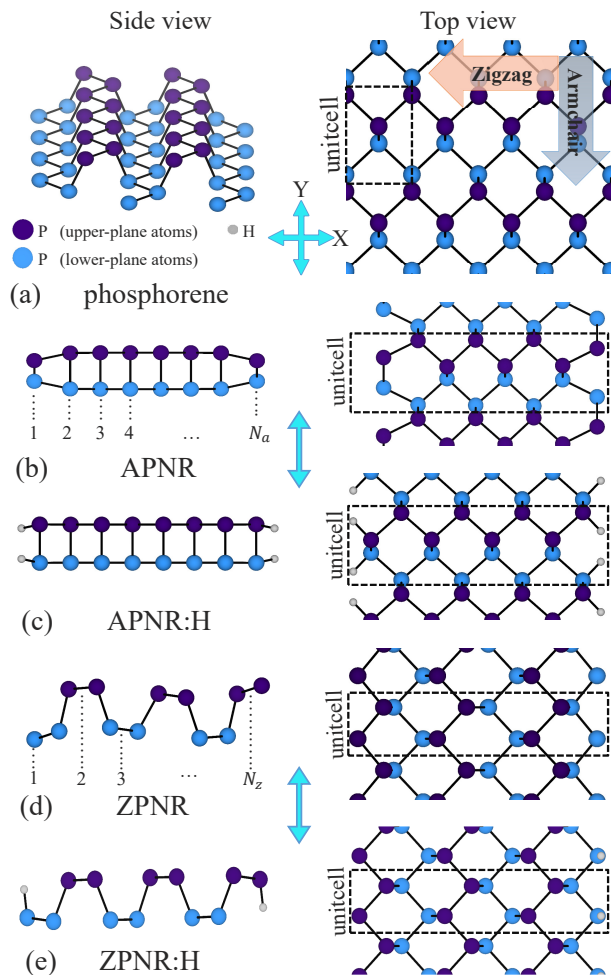 Side view
Top view
Zigzag
Armchair
unitcell
Y
X
P (upper-plane atoms)
H
P (lower-plane atoms)
(a) phosphorene
unitcell
1 2 3 4 ... Nₐ
(b) APNR
unitcell
(c) APNR:H
unitcell
1 2 3 ... N_z
(d) ZPNR
unitcell
(e) ZPNR:H